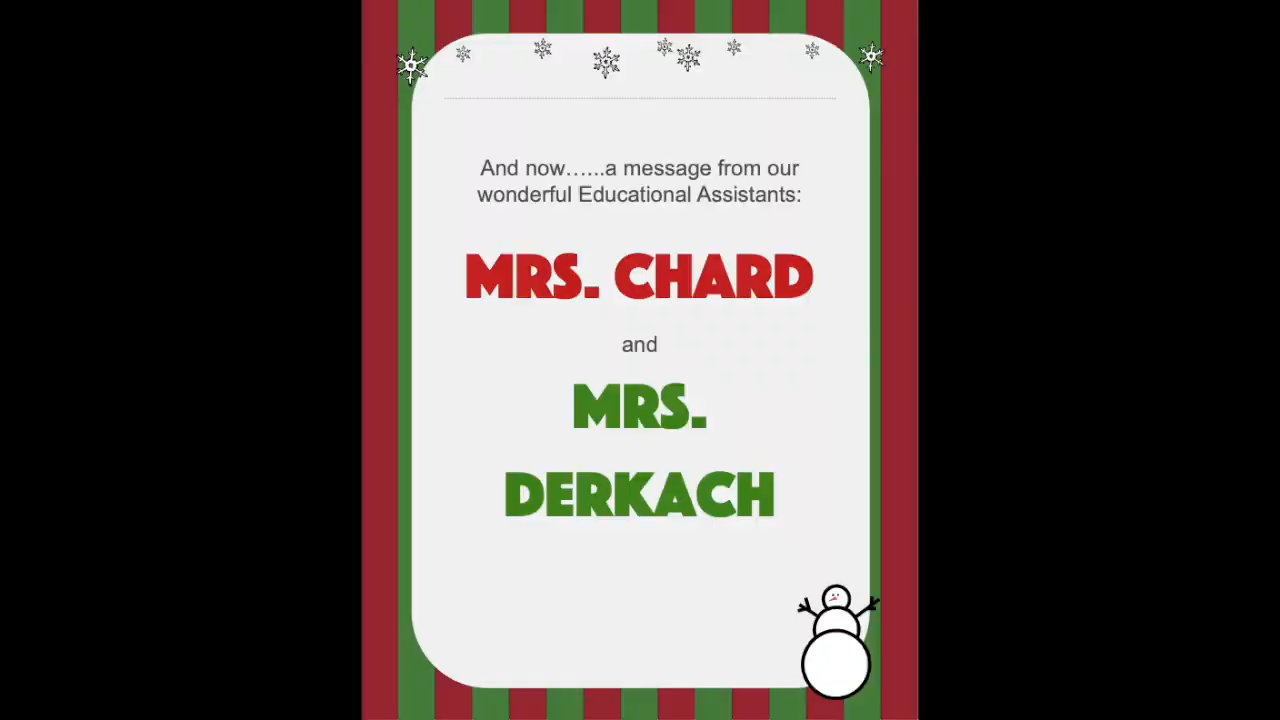 And now…...a message from our
wonderful Educational Assistants:
MRS. CHARD
and
MRS.
DERKACH